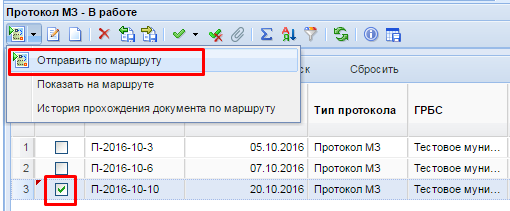 Протокол МЗ - В работе
Отправить по маршруту
ск Сбросить
Показать на маршруте
История прохождения документа по маршруту
Тип протокола ГРБС
1 П-2016-10-3 05.10.2016 Протокол МЗ Тестовое муни...
2 П-2016-10-6 07.10.2016 Протокол МЗ Тестовое муни...
3 П-2016-10-10 20.10.2016 Протокол МЗ Тестовое муни...